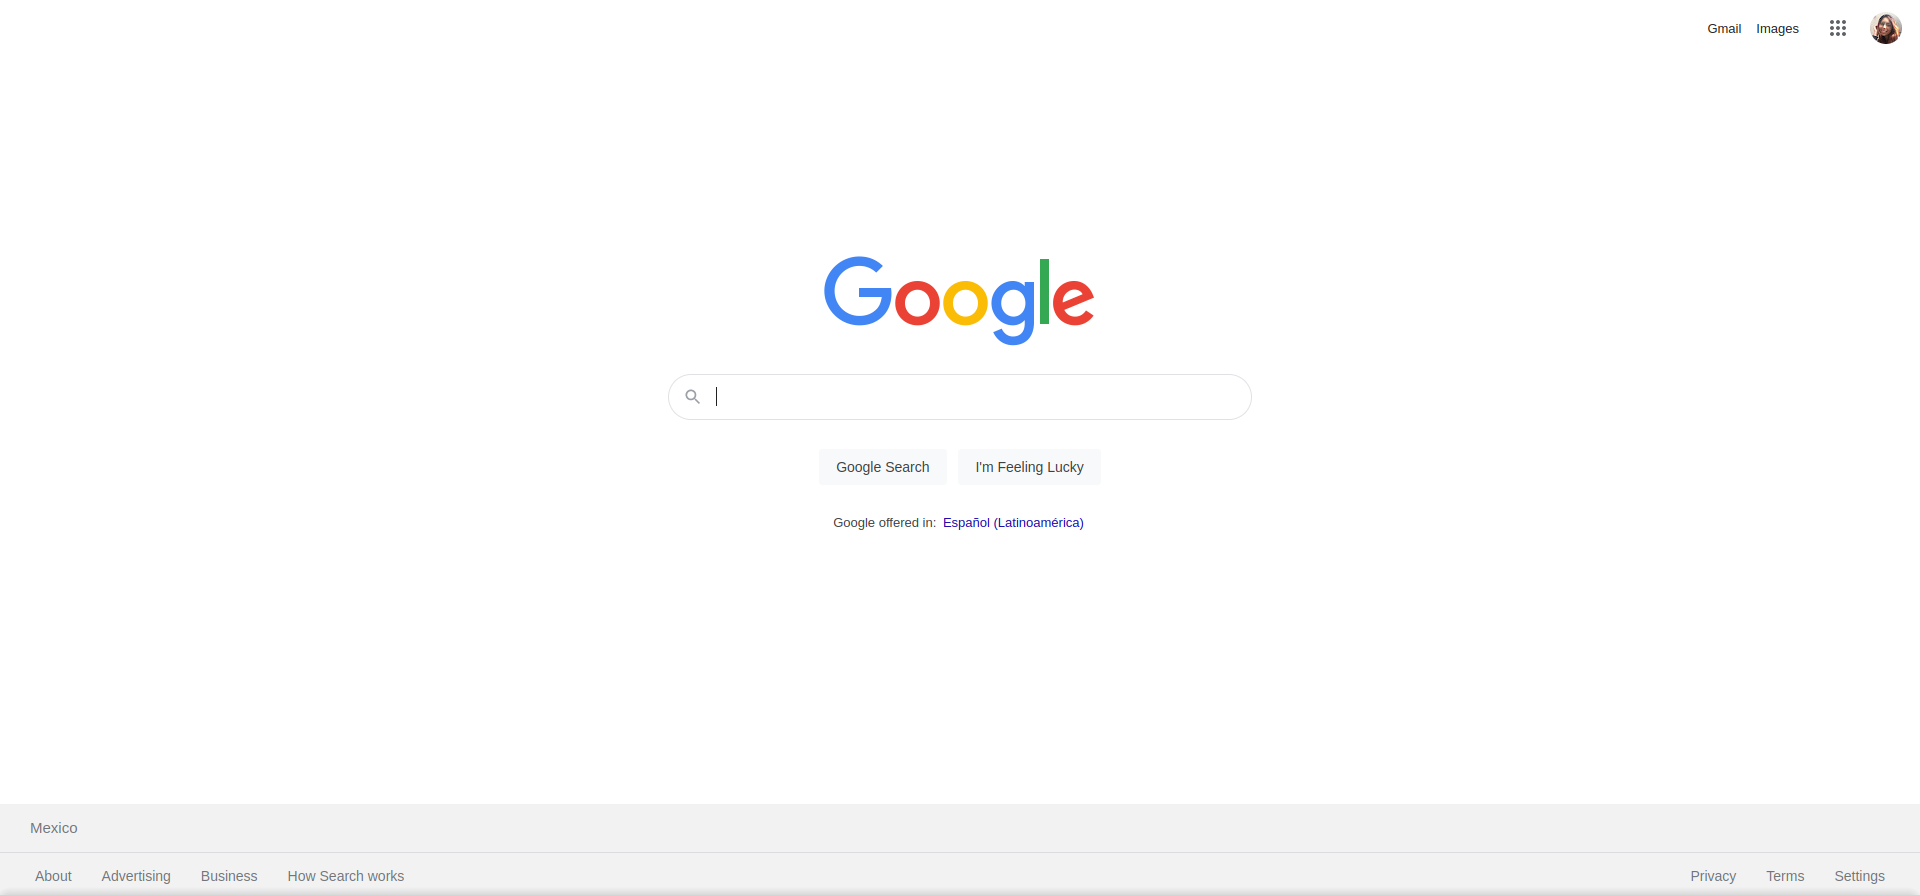 Gmail Images
Google
Google Search I'm Feeling Lucky
Google offered in: Español (Latinoamérica)
Mexico
About Advertising Business How Search works Privacy Terms Settings